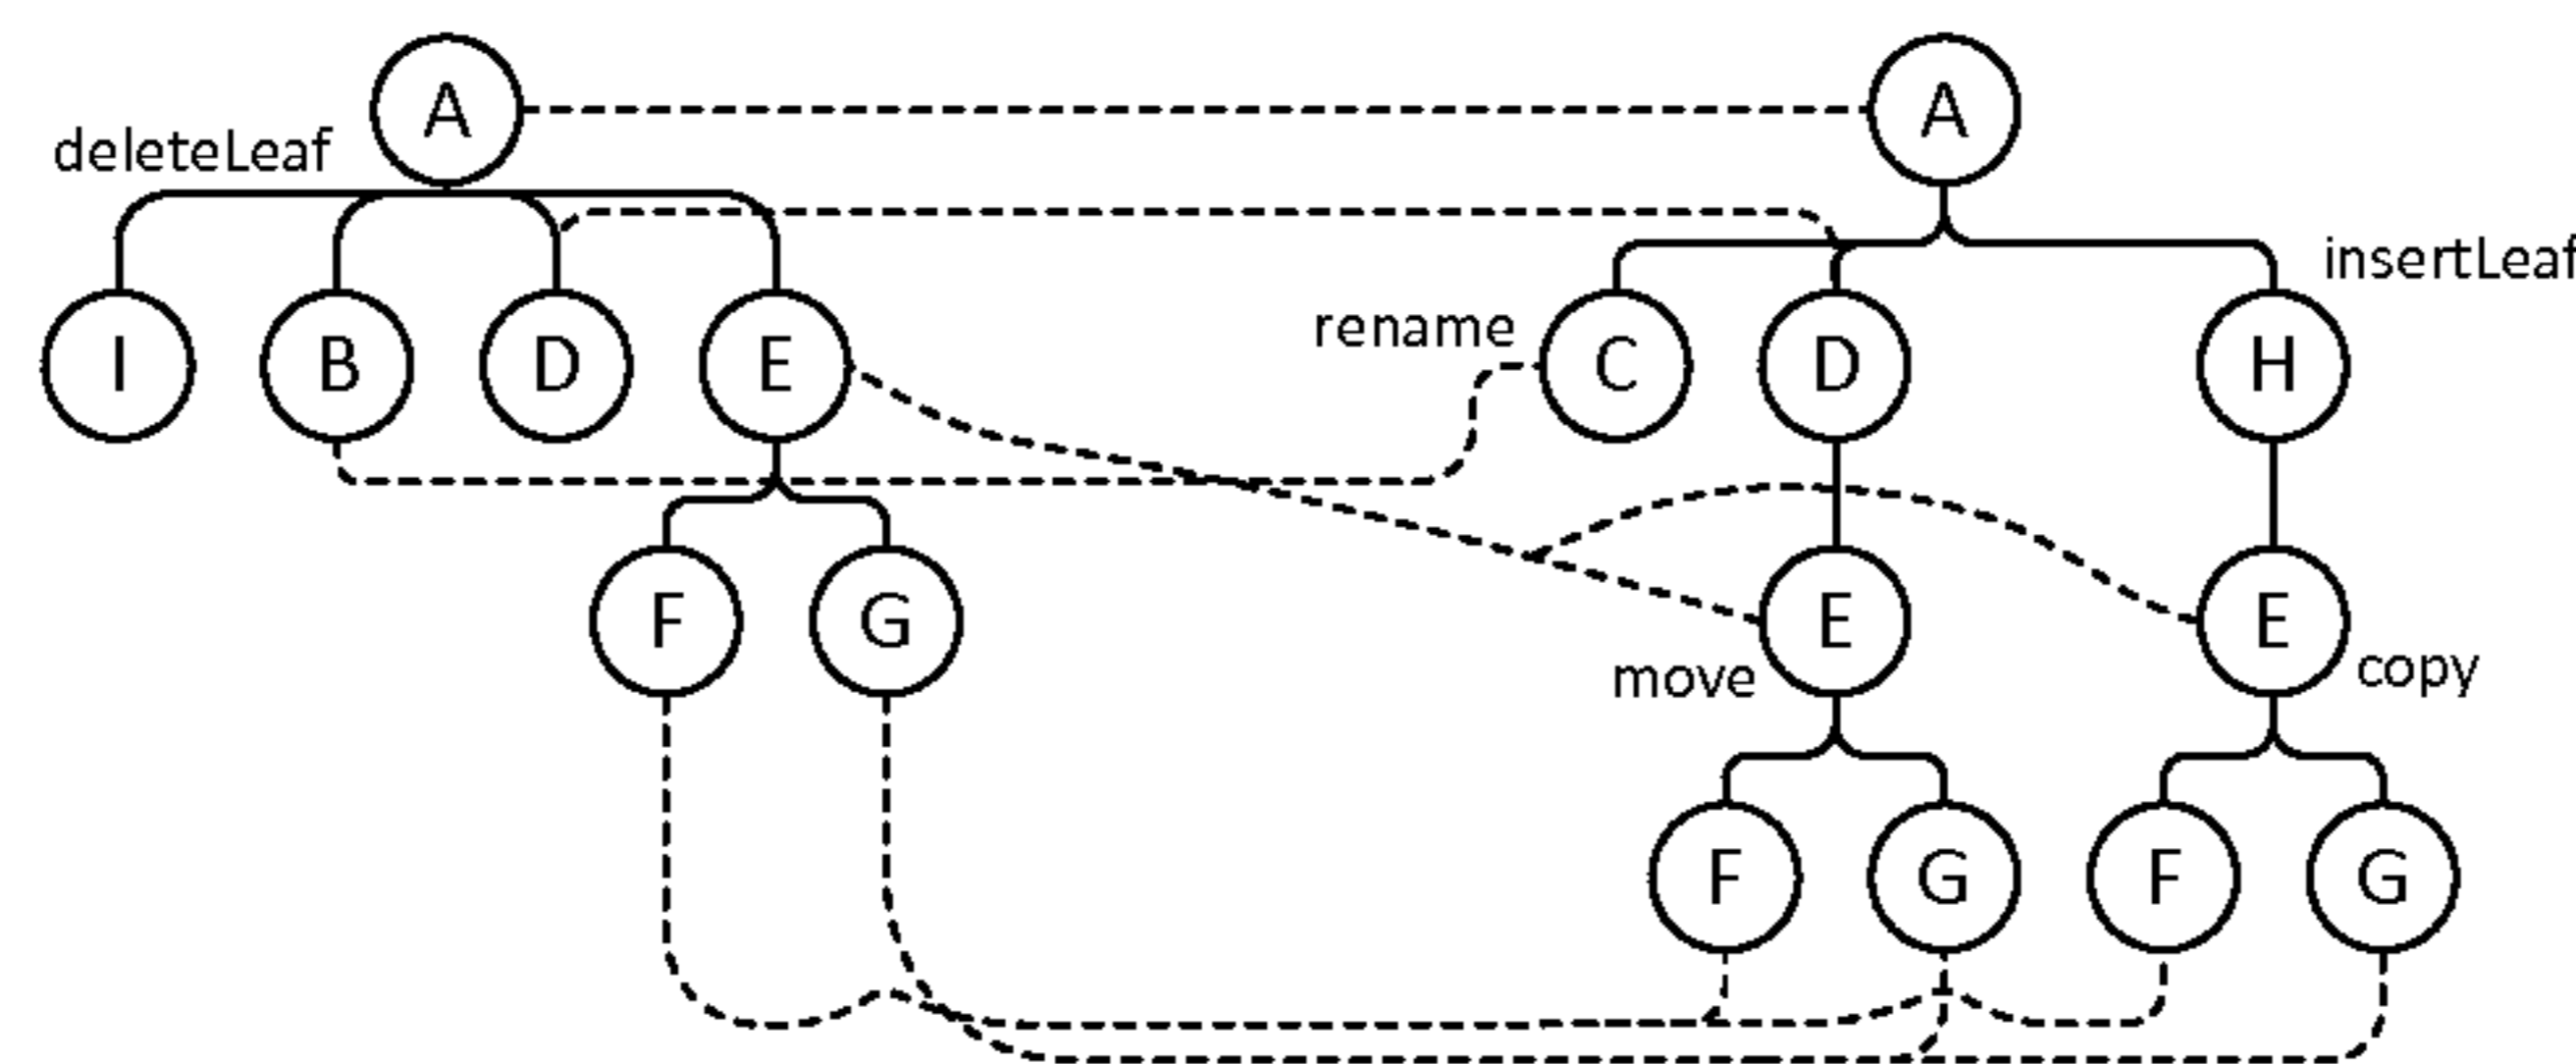 A
A
deleteLeaf
insertLeaf
rename
I
B
D
E
C
D
H
F
G
E
E
move
copy
F
G
F
G